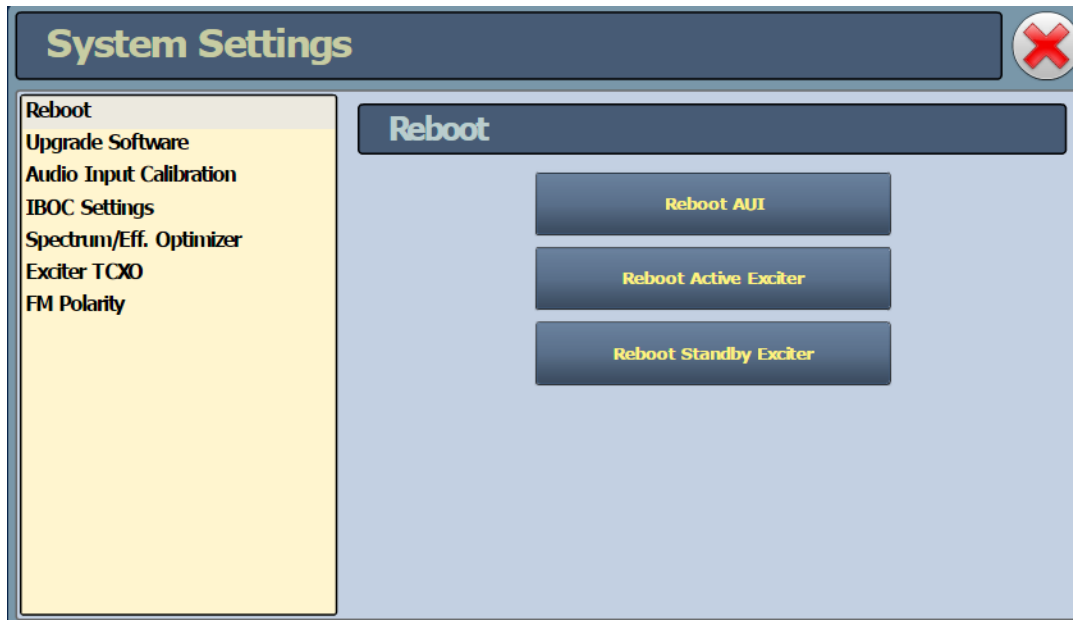 System Settings
Reboot
Upgrade Software
Audio Input Calibration
IBOC Settings
Spectrum/Eff. Optimizer
Exciter TCXO
FM Polarity
Reboot
Reboot AUI
Reboot Active Exciter
Reboot Standby Exciter